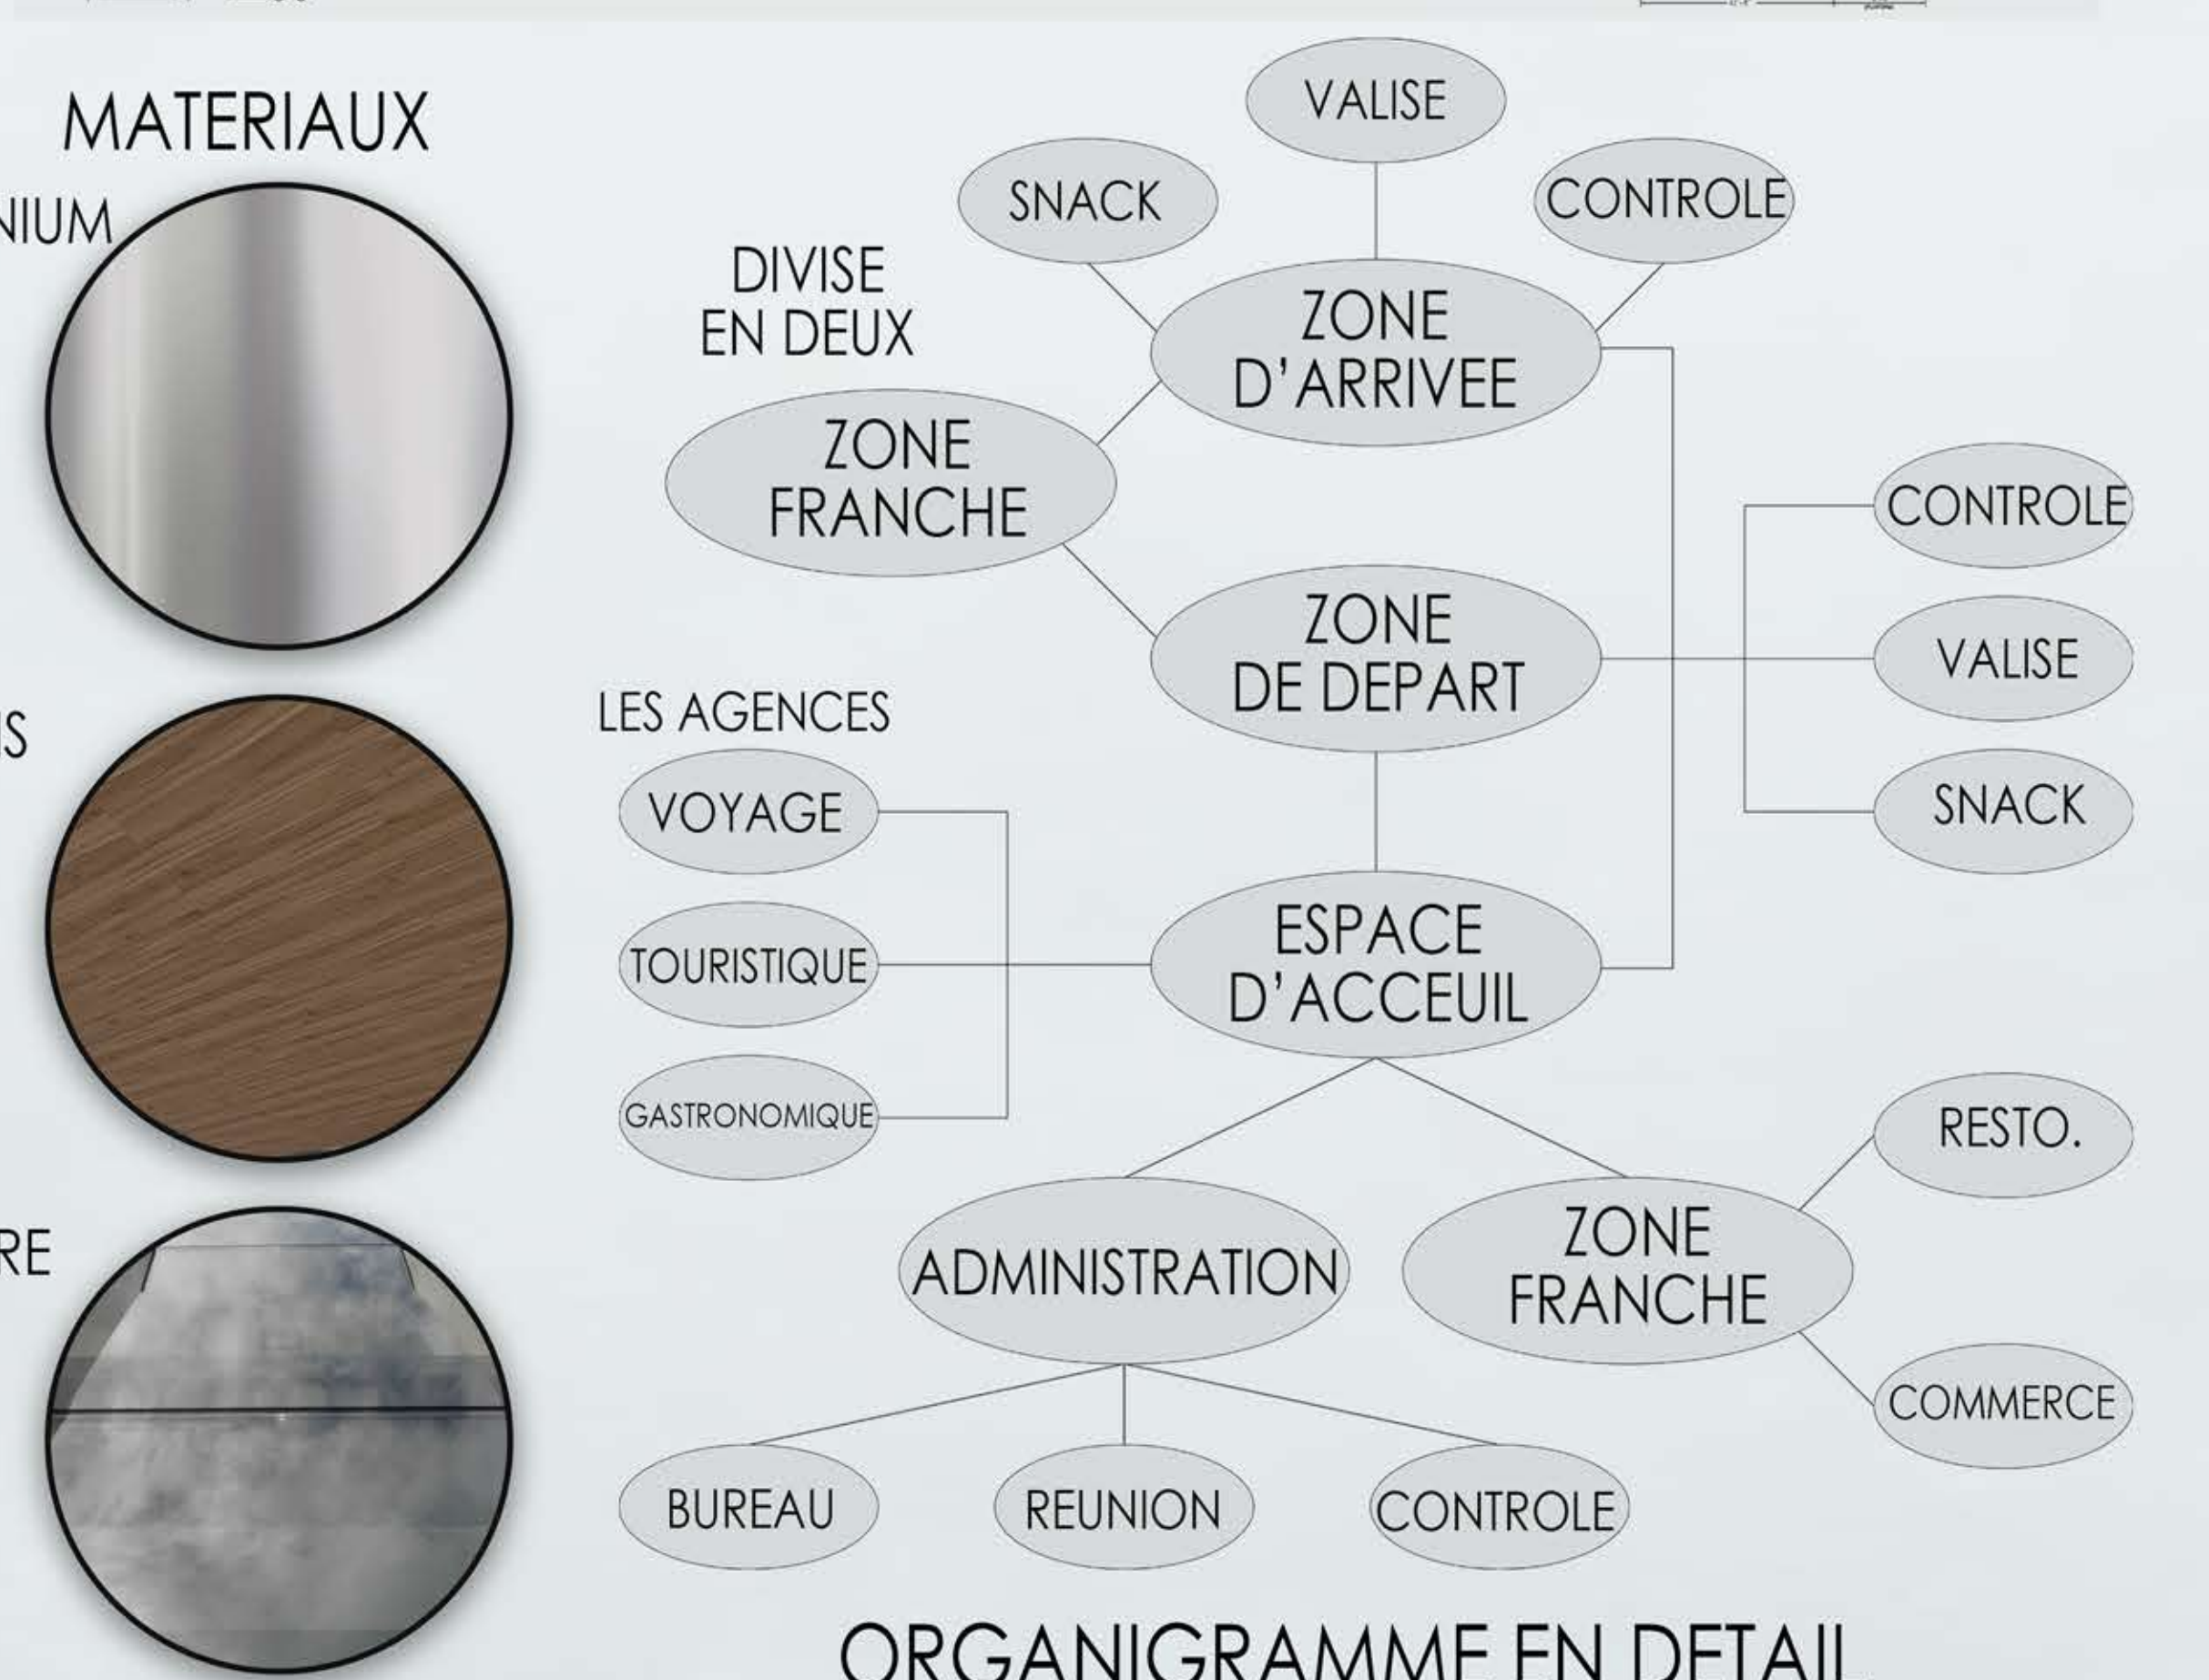 MATERIAUX
NIUM
IS
RE
VALISE
SNACK
CONTROLE
DIVISE
EN DEUX
ZONE
D'ARRIVEE
ZONE
FRANCHE
CONTROLE
VALISE
SNACK
ZONE
DE DEPART
LES AGENCES
VOYAGE
TOURISTIQUE
GASTRONOMIQUE
ESPACE
D'ACCEUIL
ADMINISTRATION
ZONE
FRANCHE
RESTO.
COMMERCE
BUREAU
REUNION
CONTROLE
ORGANIGRAMME EN DETAIL